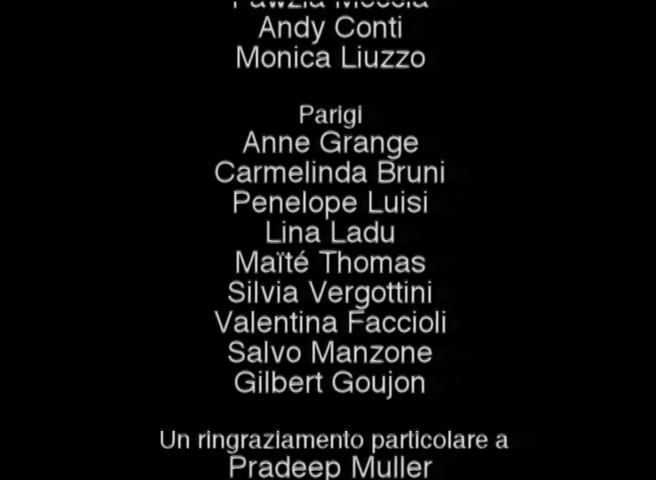 Andy Conti
Monica Liuzzo
Parigi
Anne Grange
Carmelinda Bruni
Penelope Luisi
Lina Ladu
Maïté Thomas
Silvia Vergottini
Valentina Faccioli
Salvo Manzone
Gilbert Goujon
Un ringraziamento particolare a
Pradeep Muller